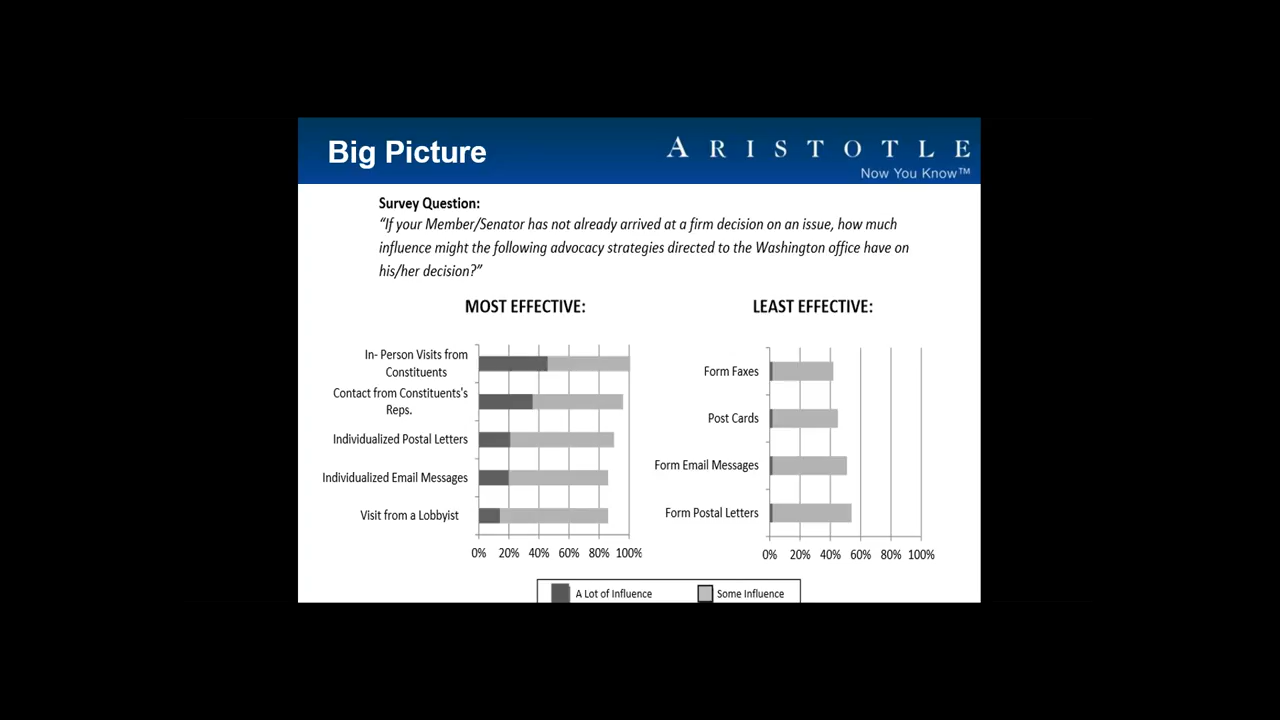 Big Picture
ARISTOTLE
Now You Know™
Survey Question:
“If your Member/Senator has not already arrived at a firm decision on an issue, how much
influence might the following advocacy strategies directed to the Washington office have on
his/her decision?”
MOST EFFECTIVE:
In- Person Visits from
Constituents
Contact from Constituents's
Reps.
Individualized Postal Letters
Individualized Email Messages
Visit from a Lobbyist
0% 20% 40% 60% 80% 100%
LEAST EFFECTIVE:
Form Faxes
Post Cards
Form Email Messages
Form Postal Letters
0% 20% 40% 60% 80% 100%
A Lot of Influence
Some Influence